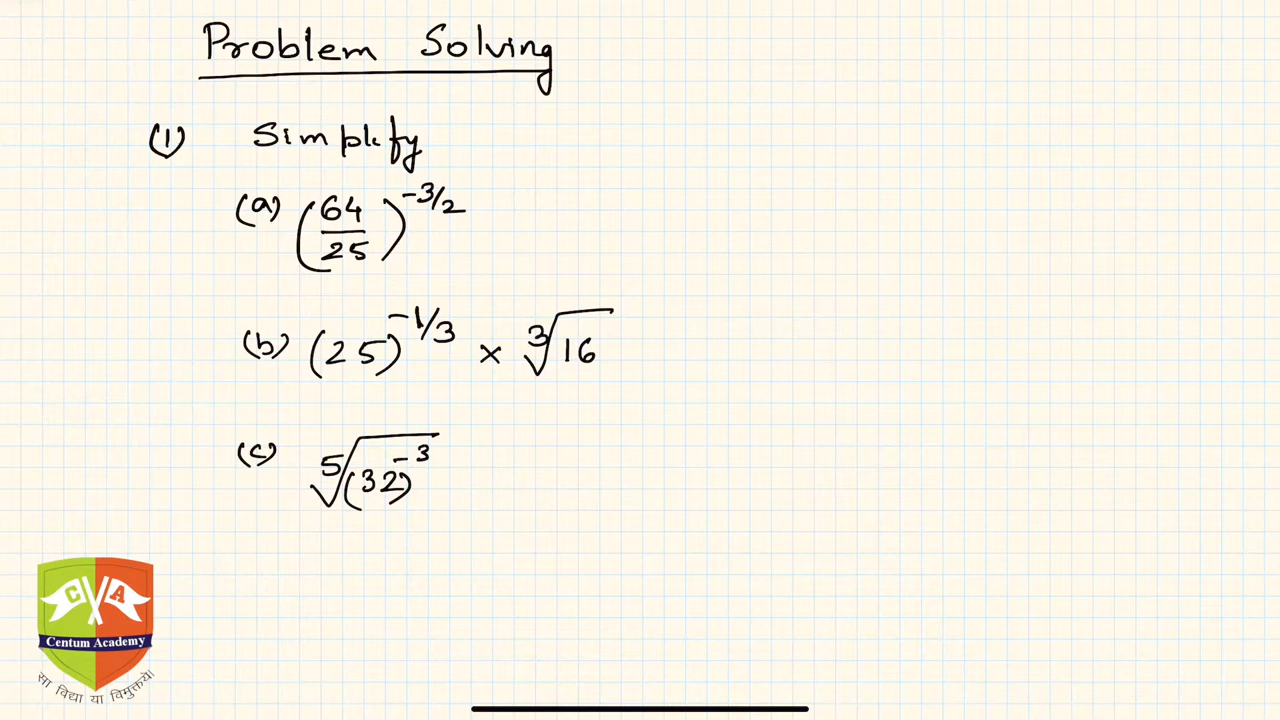 Problem Solving
(1) Simplify
(a) (64/25)^{-3/2}
(b) (25)^{-1/3} × ∛16
(c) ⁵√(32)^{-3}
C A
Centum Academy
सा विद्या या विमुक्तये।